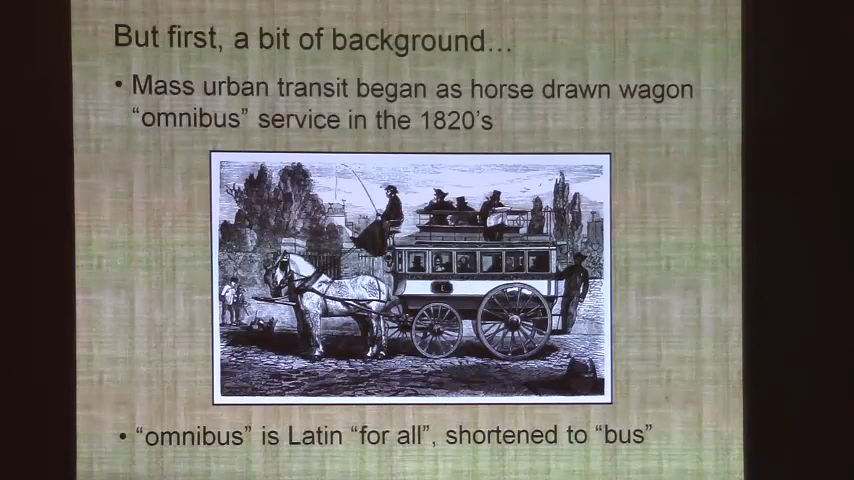 But first, a bit of background…
• Mass urban transit began as horse drawn wagon
“omnibus” service in the 1820’s
• “omnibus” is Latin “for all”, shortened to “bus”